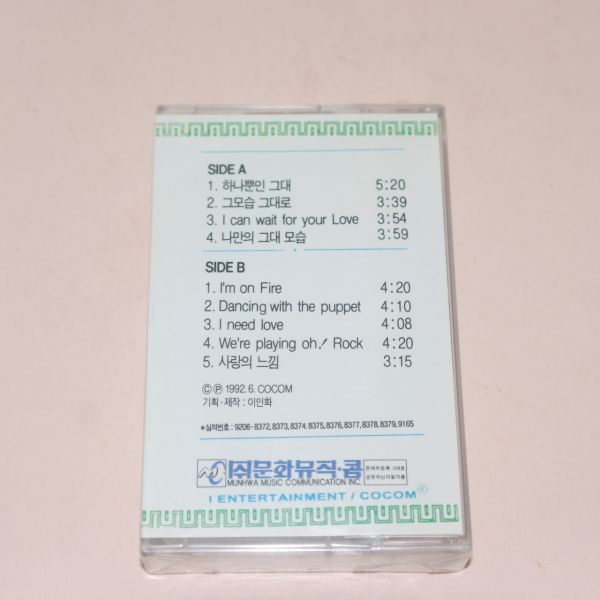 SIDE A
1. 하나뿐인 그대 5:20
2. 그모습 그대로 3:39
3. I can wait for your Love 3:54
4. 나만의 그대 모습 3:59
SIDE B
1. I'm on Fire 4:20
2. Dancing with the puppet 4:10
3. I need love 4:08
4. We're playing oh! Rock 4:20
5. 사랑의 느낌 3:15
ⓒⓟ 1992. 6. COCOM
기획·제작 : 이인화
*심의번호 : 9206-8372, 8373, 8374, 8375, 8376, 8377, 8378, 8379, 9165
(주)문화뮤직·콤
MUNHWA MUSIC COMMUNICATION INC.
I ENTERTAINMENT / COCOM ⓒ